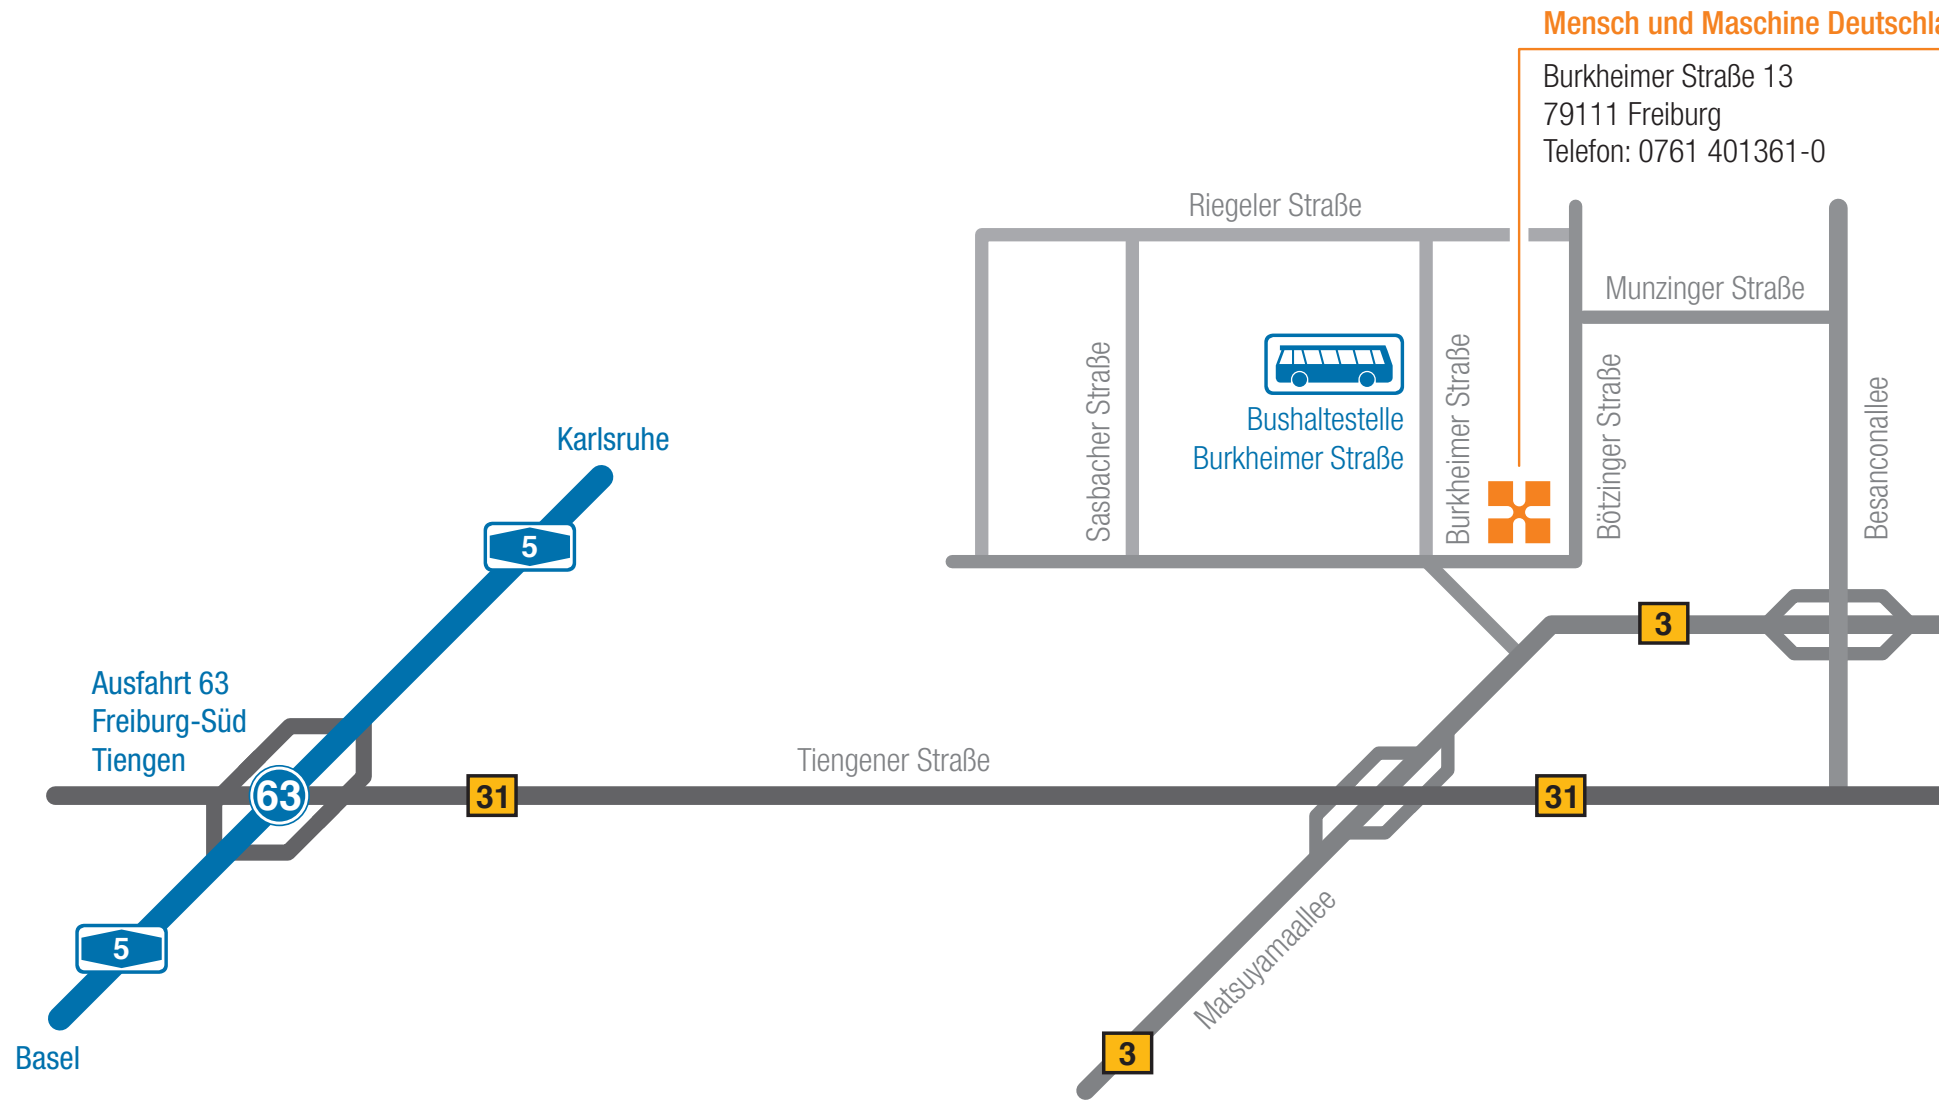 Mensch und Maschine
Burkheimer Straße 13
79111 Freiburg
Telefon: 0761 401361-0
Riegeler Straße
Munzinger Straße
Sasbacher Straße
Bushaltestelle
Burkheimer Straße
Burkheimer Straße
Bötzinger Straße
Besanconallee
Karlsruhe
5
3
Ausfahrt 63
Freiburg-Süd
Tiengen
63
31
Tiengener Straße
31
Matsuyamaallee
5
3
Basel